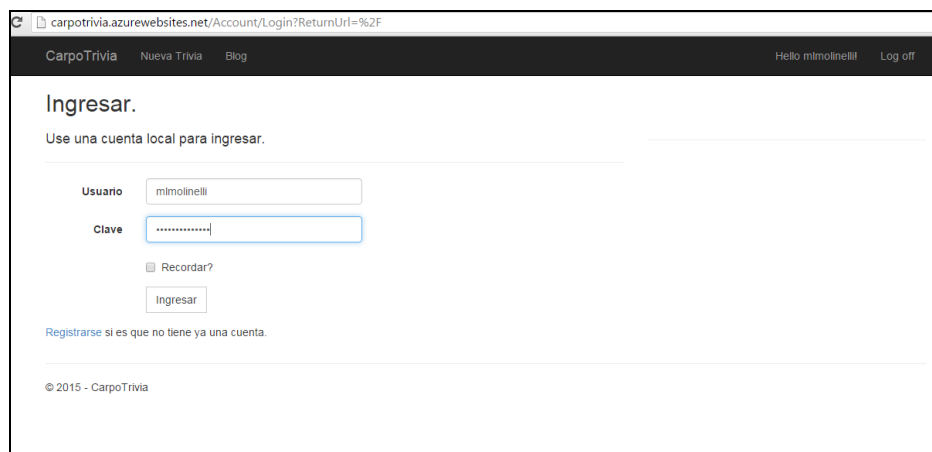 carpotrivia.azurewebsites.net/Account/Login?ReturnUrl=%2F
CarpoTrivia Nueva Trivia Blog Hello mlmolinelli! Log off
Ingresar.
Use una cuenta local para ingresar.
Usuario mlmolinelli
Clave ••••••••••••••
Recordar?
Ingresar
Registrarse si es que no tiene ya una cuenta.
© 2015 - CarpoTrivia